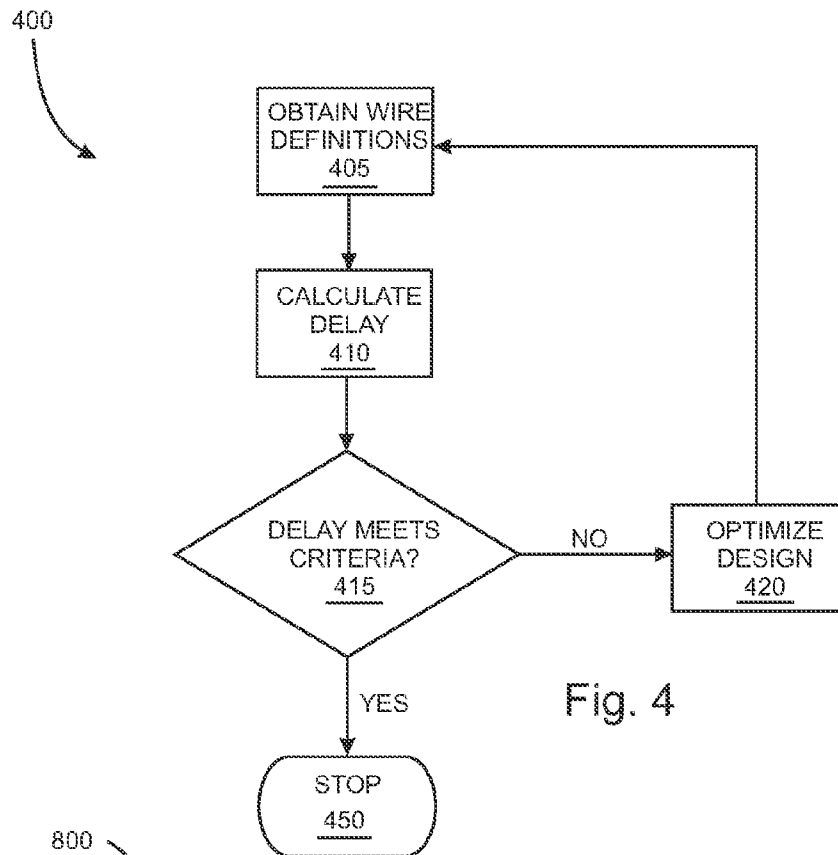 400
OBTAIN WIRE
DEFINITIONS
405
CALCULATE
DELAY
410
DELAY MEETS
CRITERIA?
415
NO
OPTIMIZE
DESIGN
420
YES
Fig. 4
STOP
450
800